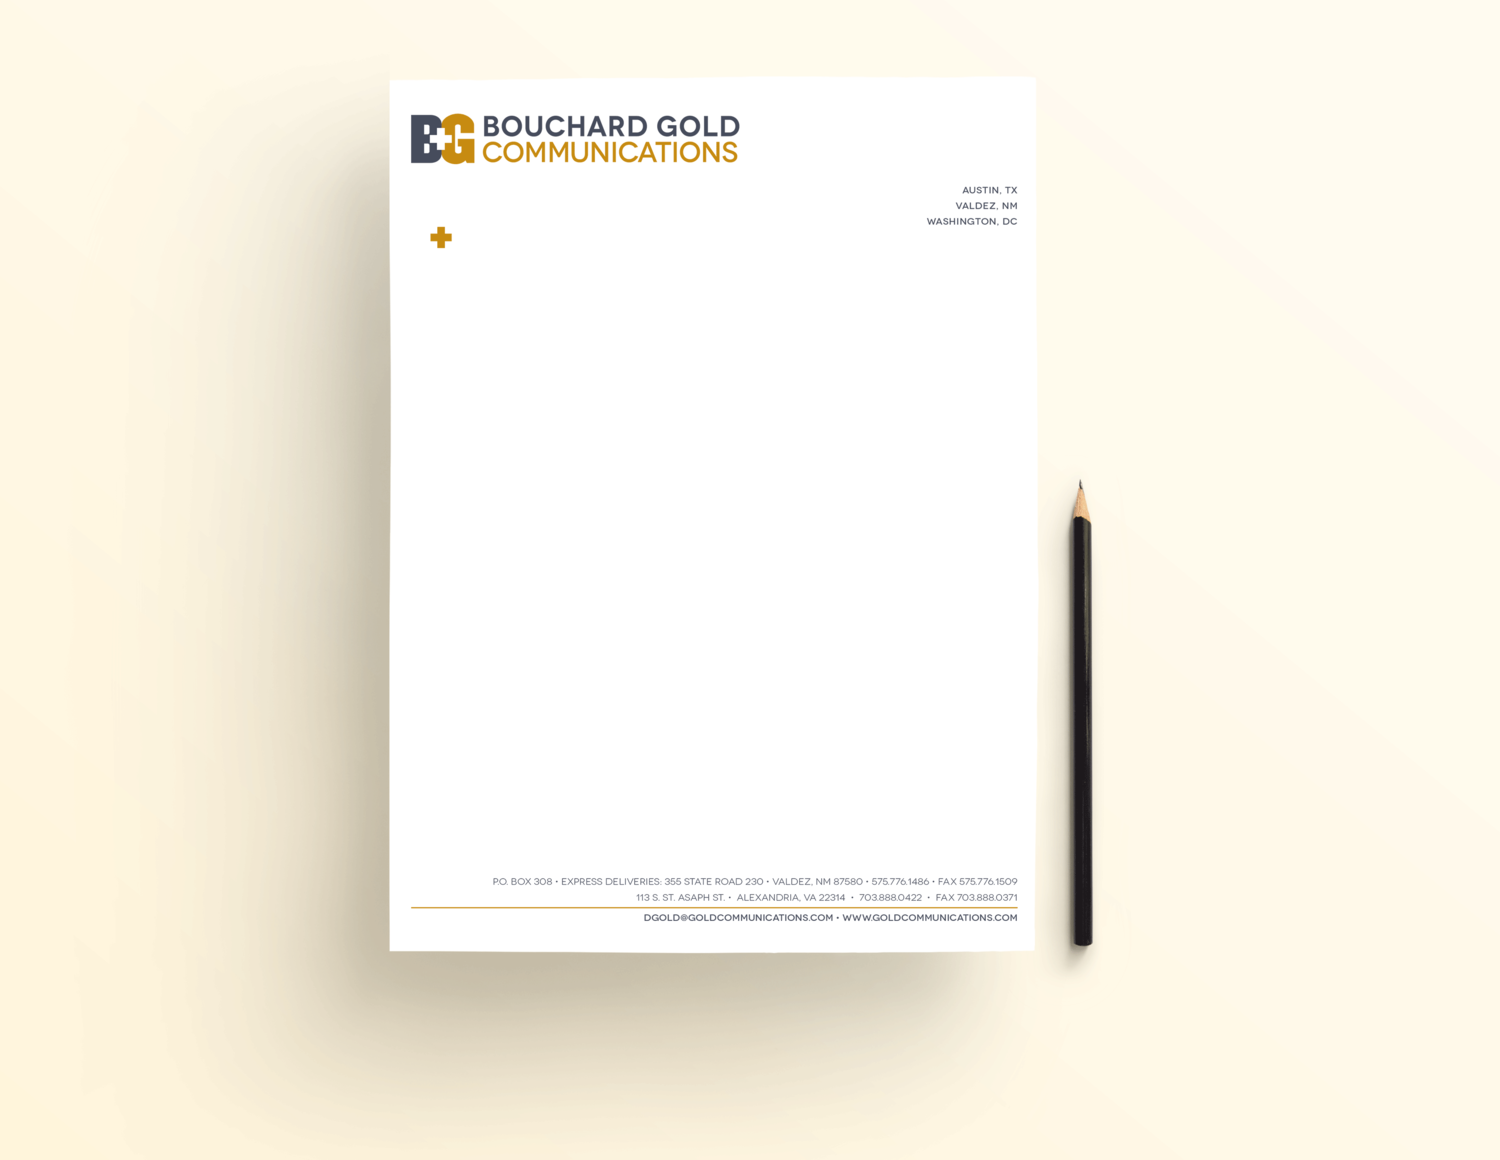 B+G BOUCHARD GOLD
COMMUNICATIONS
AUSTIN, TX
VALDEZ, NM
WASHINGTON, DC
P.O. BOX 308 • EXPRESS DELIVERIES: 355 STATE ROAD 230 • VALDEZ, NM 87580 • 575.776.1486 • FAX 575.776.1509
113 S. ST. ASAPH ST. • ALEXANDRIA, VA 22314 • 703.888.0422 • FAX 703.888.0371
DGOLD@GOLDCOMMUNICATIONS.COM • WWW.GOLDCOMMUNICATIONS.COM